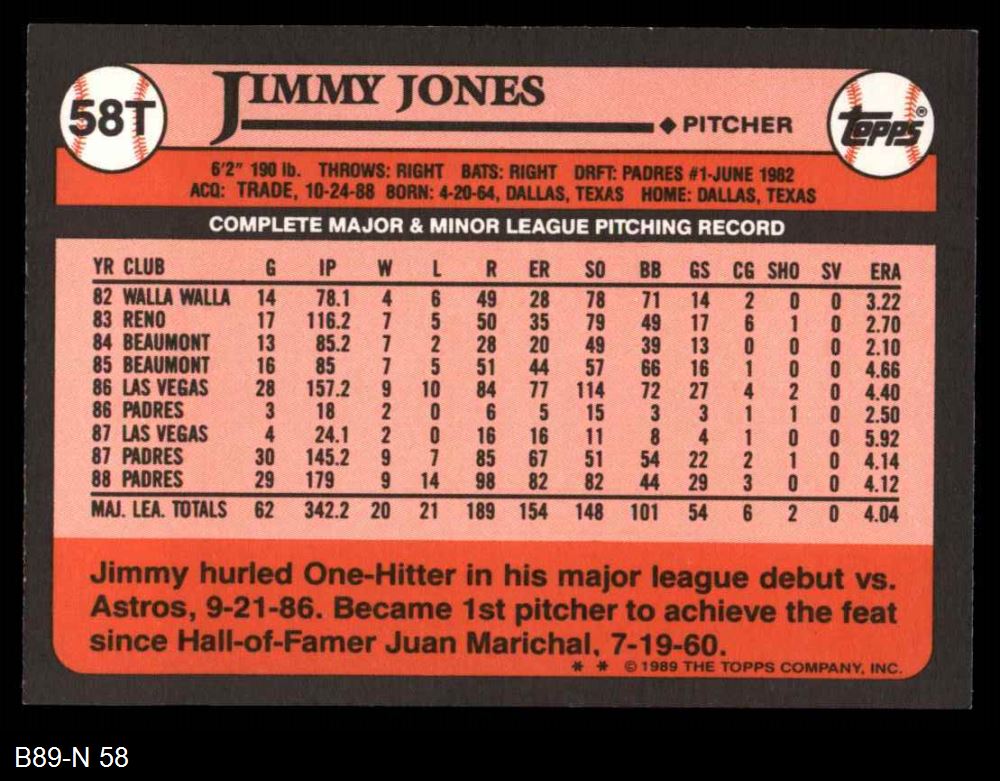 58T
JIMMY JONES
◆ PITCHER
topps®
6'2" 190 lb. THROWS: RIGHT BATS: RIGHT DRFT: PADRES #1-JUNE 1982
ACQ: TRADE, 10-24-88 BORN: 4-20-64, DALLAS, TEXAS HOME: DALLAS, TEXAS
COMPLETE MAJOR & MINOR LEAGUE PITCHING RECORD
YR CLUB G IP W L R ER SO BB GS CG SHO SV ERA
82 WALLA WALLA 14 78.1 4 6 49 28 78 71 14 2 0 0 3.22
83 RENO 17 116.2 7 5 50 35 79 49 17 6 1 0 2.70
84 BEAUMONT 13 85.2 7 2 28 20 49 39 13 0 0 0 2.10
85 BEAUMONT 16 85 7 5 51 44 57 66 16 1 0 0 4.66
86 LAS VEGAS 28 157.2 9 10 84 77 114 72 27 4 2 0 4.40
86 PADRES 3 18 2 0 6 5 15 3 3 1 1 0 2.50
87 LAS VEGAS 4 24.1 2 0 16 16 11 8 4 1 0 0 5.92
87 PADRES 30 145.2 9 7 85 67 51 54 22 2 1 0 4.14
88 PADRES 29 179 9 14 98 82 82 44 29 3 0 0 4.12
MAJ. LEA. TOTALS 62 342.2 20 21 189 154 148 101 54 6 2 0 4.04
Jimmy hurled One-Hitter in his major league debut vs.
Astros, 9-21-86. Became 1st pitcher to achieve the feat
since Hall-of-Famer Juan Marichal, 7-19-60.
* * © 1989 THE TOPPS COMPANY, INC.
B89-N 58